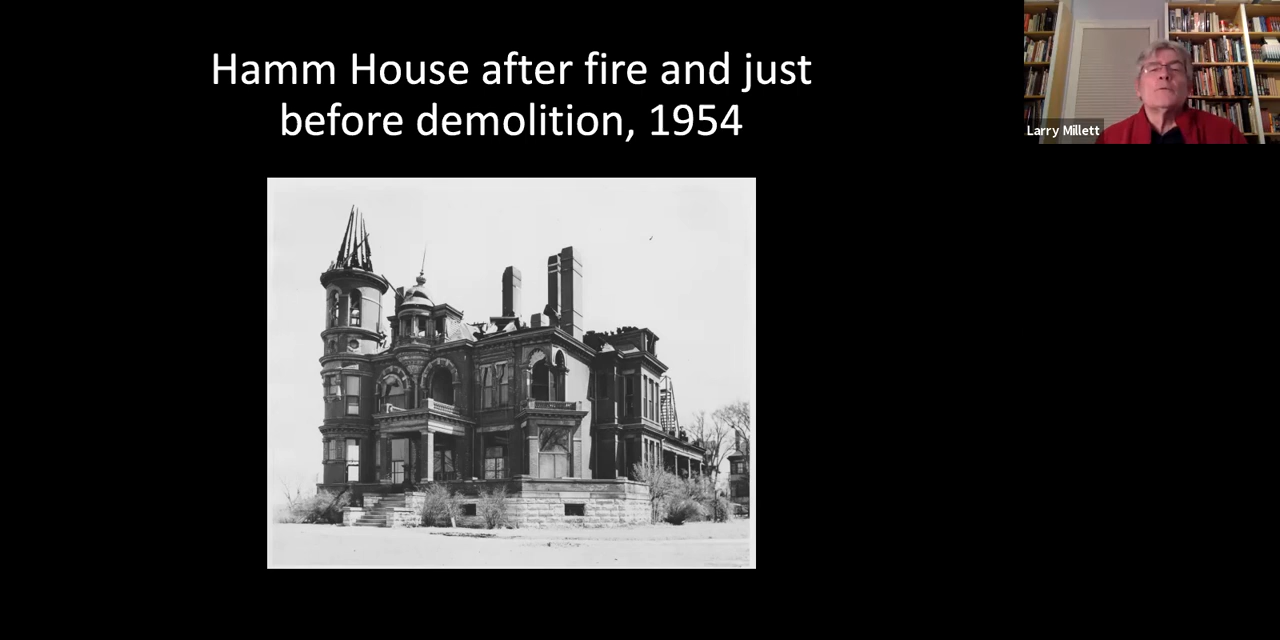 Hamm House after fire and just
before demolition, 1954
Larry Millett